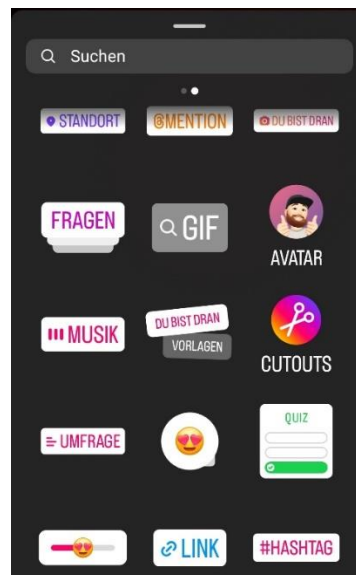 Suchen
STANDORT
@MENTION
DU BIST DRAN
FRAGEN
GIF
AVATAR
MUSIK
DU BIST DRAN
VORLAGEN
CUTOUTS
UMFRAGE
QUIZ
LINK
#HASHTAG